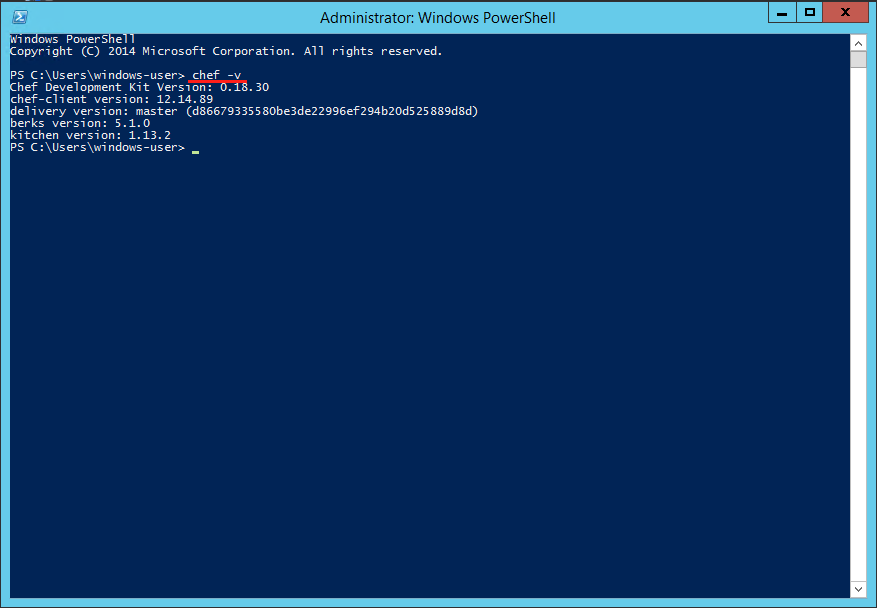 Administrator: Windows PowerShell
Windows PowerShell
Copyright (C) 2014 Microsoft Corporation. All rights reserved.
PS C:\Users\windows-user> chef -v
Chef Development Kit Version: 0.18.30
chef-client version: 12.14.89
delivery version: master (d86679335580be3de22996ef294b20d525889d8d)
berks version: 5.1.0
kitchen version: 1.13.2
PS C:\Users\windows-user> _